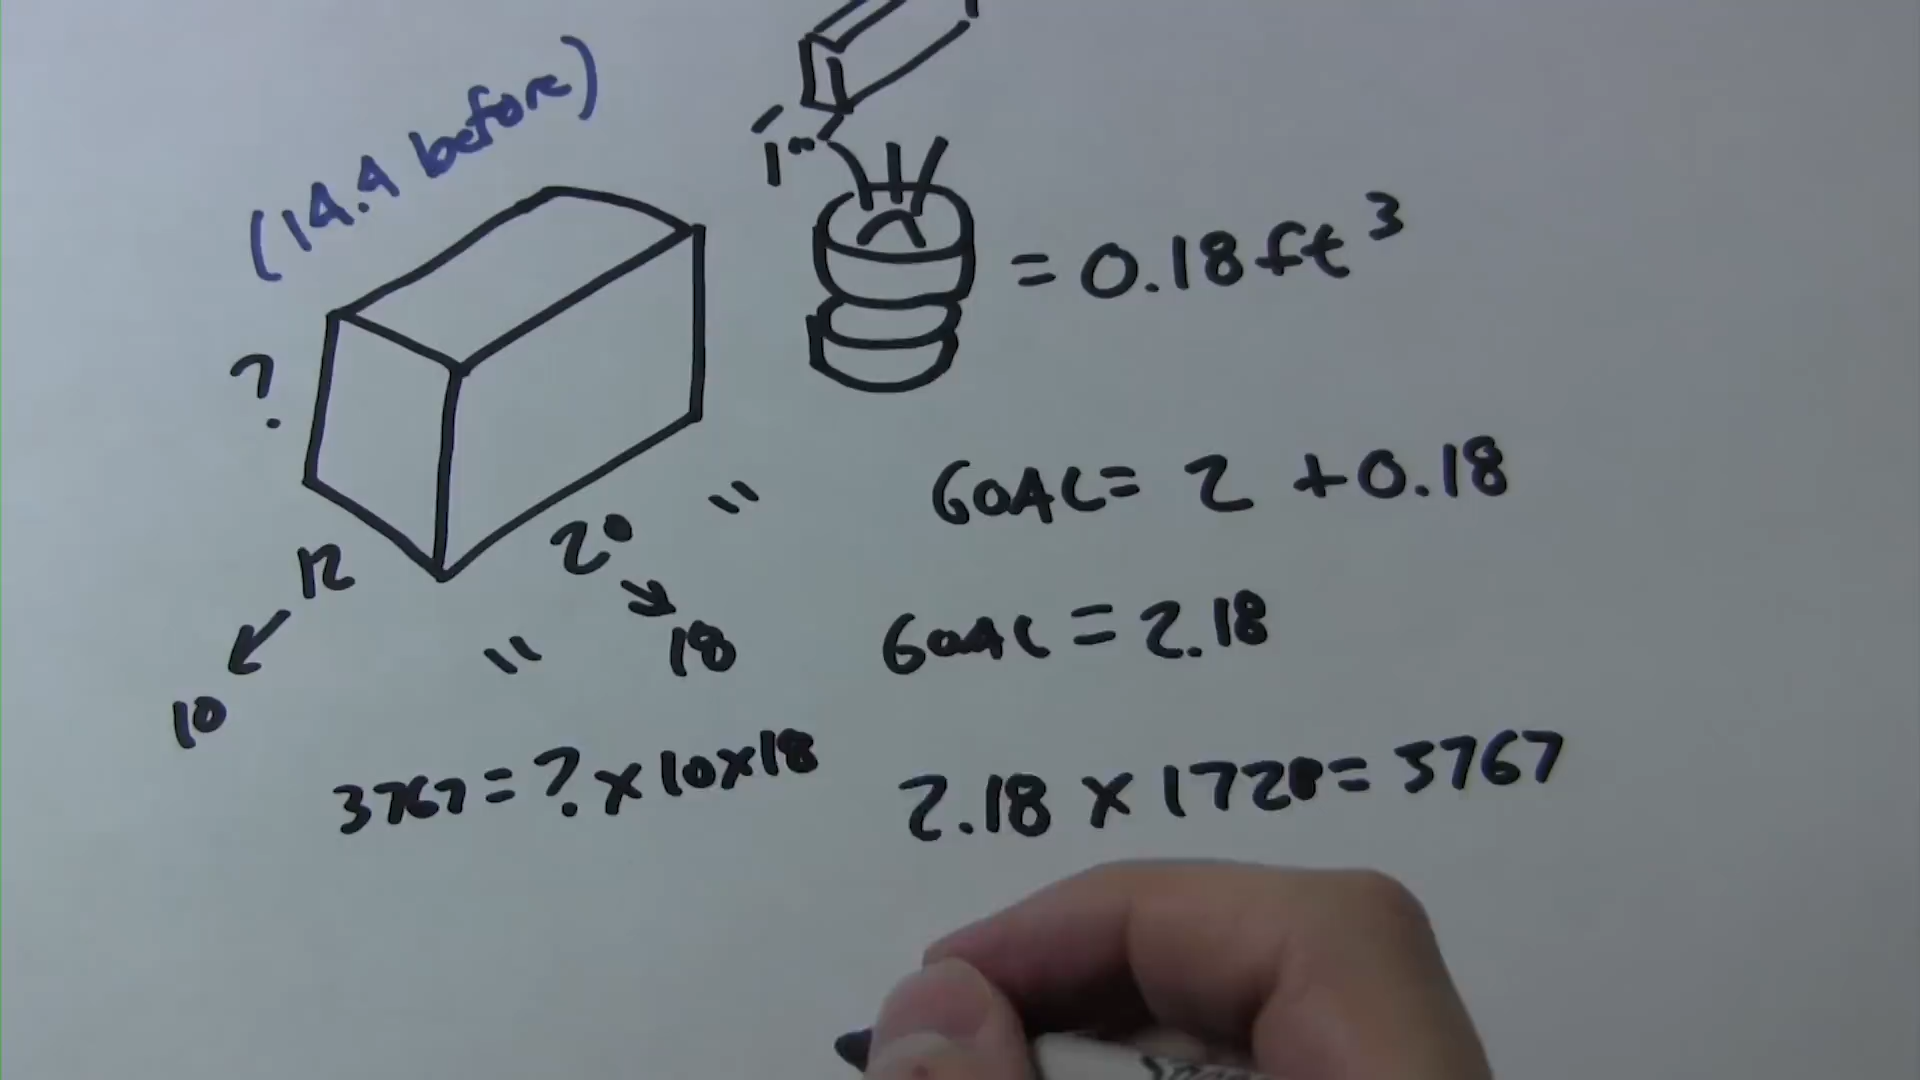 (14.4 before)
1"
= 0.18 ft³
?
GOAL = 2 + 0.18
12
20 "
GOAL = 2.18
10
"
18
3767 = ? x 10 x 18
2.18 x 1728 = 3767